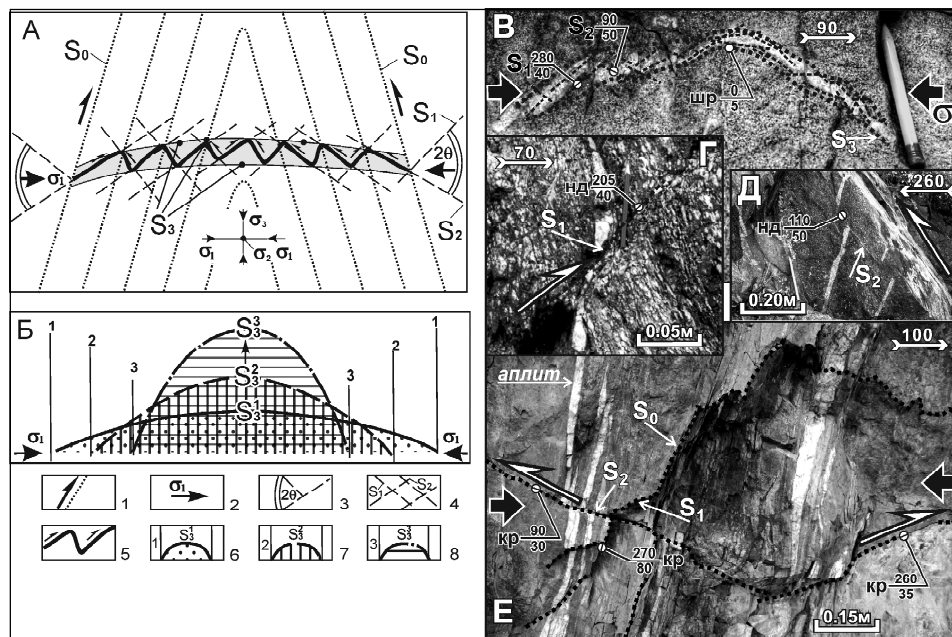 А
S₀
S₀
S₁
2θ
σ₁
S₃
S₂
σ₃
σ₁
σ₂
σ₁
Б
S₃³
S₃²
S₃¹
1
2
3
3
2
1
σ₁
σ₁
σ₁
2θ
S₁
S₂
1
2
3
4
1 S₃¹
2 S₃²
3 S₃³
5
6
7
8
В
S₂ 90/50
S₁ 280/40
90
шр 0/5
σ
S₃
Г
70
нд 205/40
S₁
0.05м
Д
260
нд 110/50
S₂
0.20м
100
аплит
S₀
S₂
S₁
кр 90/30
270/80
кр
кр 260/35
Е
0.15м